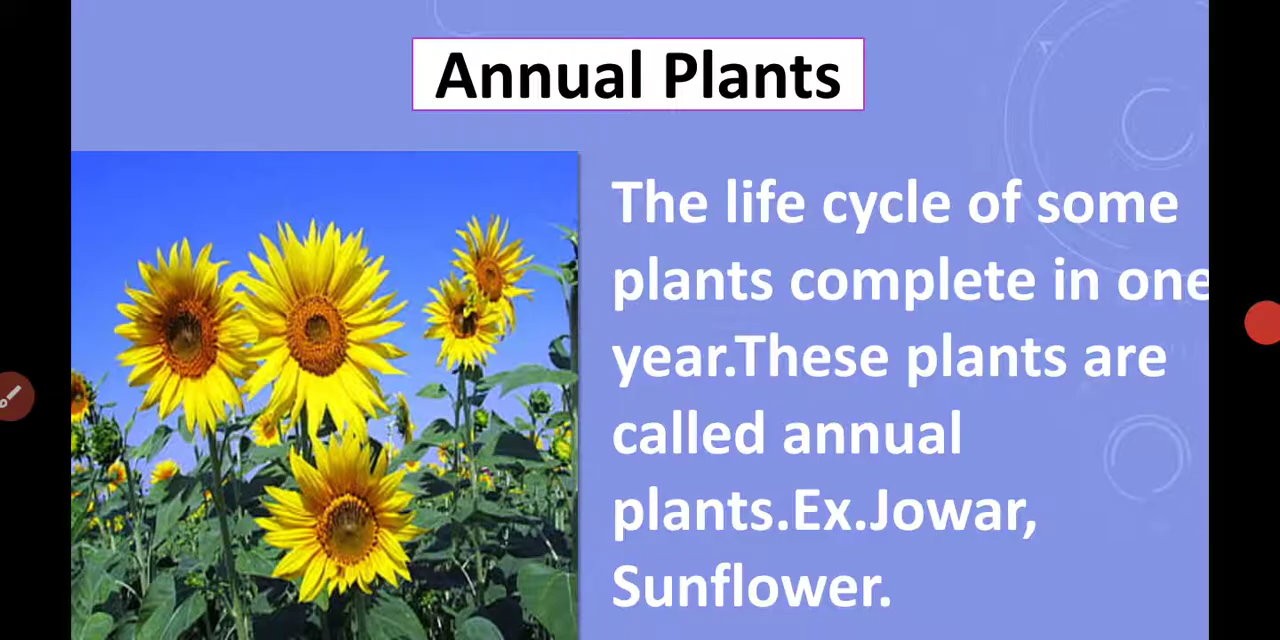 Annual Plants
The life cycle of some
plants complete in one
year.These plants are
called annual
plants.Ex.Jowar,
Sunflower.